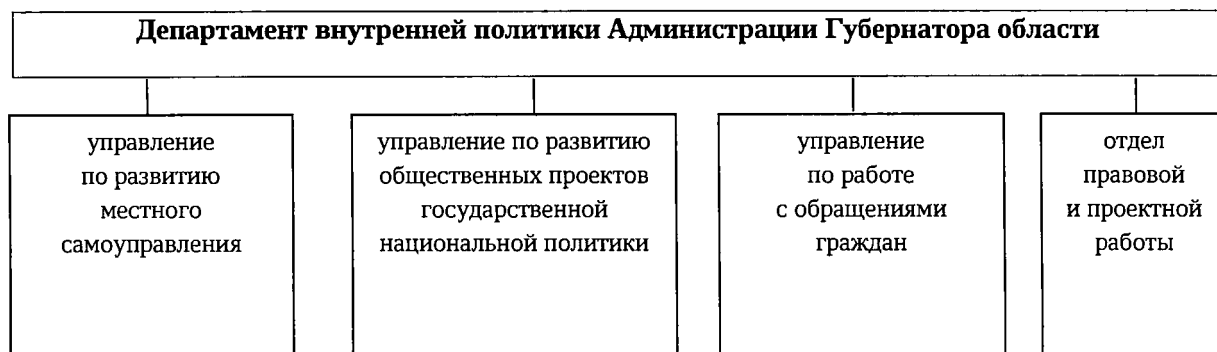 Департамент внутренней политики Администрации Губернатора области
управление
по развитию
местного
самоуправления
управление по развитию
общественных проектов
государственной
национальной политики
управление
по работе
с обращениями
граждан
отдел
правовой
и проектной
работы